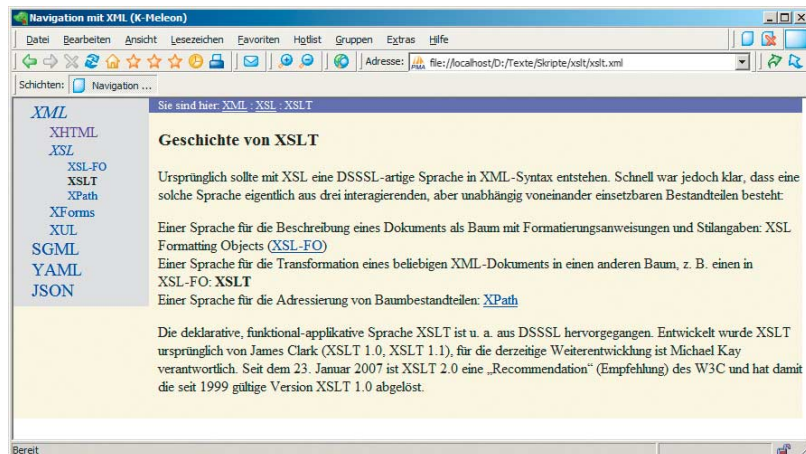 Navigation mit XML (K-Meleon)
Datei Bearbeiten Ansicht Lesezeichen Favoriten Hotlist Gruppen Extras Hilfe
Adresse: file://localhost/D:/Texte/Skripte/xslt/xslt.xml
Schichten: Navigation ...
Sie sind hier: XML : XSL : XSLT
XML
XHTML
XSL
XSL-FO
XSLT
XPath
XForms
XUL
SGML
YAML
JSON
Geschichte von XSLT
Ursprünglich sollte mit XSL eine DSSSL-artige Sprache in XML-Syntax entstehen. Schnell war jedoch klar, dass eine
solche Sprache eigentlich aus drei interagierenden, aber unabhängig voneinander einsetzbaren Bestandteilen besteht:
Einer Sprache für die Beschreibung eines Dokuments als Baum mit Formatierungsanweisungen und Stilangaben: XSL
Formatting Objects (XSL-FO)
Einer Sprache für die Transformation eines beliebigen XML-Dokuments in einen anderen Baum, z. B. einen in
XSL-FO: XSLT
Einer Sprache für die Adressierung von Baumbestandteilen: XPath
Die deklarative, funktional-applikative Sprache XSLT ist u. a. aus DSSSL hervorgegangen. Entwickelt wurde XSLT
ursprünglich von James Clark (XSLT 1.0, XSLT 1.1), für die derzeitige Weiterentwicklung ist Michael Kay
verantwortlich. Seit dem 23. Januar 2007 ist XSLT 2.0 eine „Recommendation“ (Empfehlung) des W3C und hat damit
die seit 1999 gültige Version XSLT 1.0 abgelöst.
Bereit